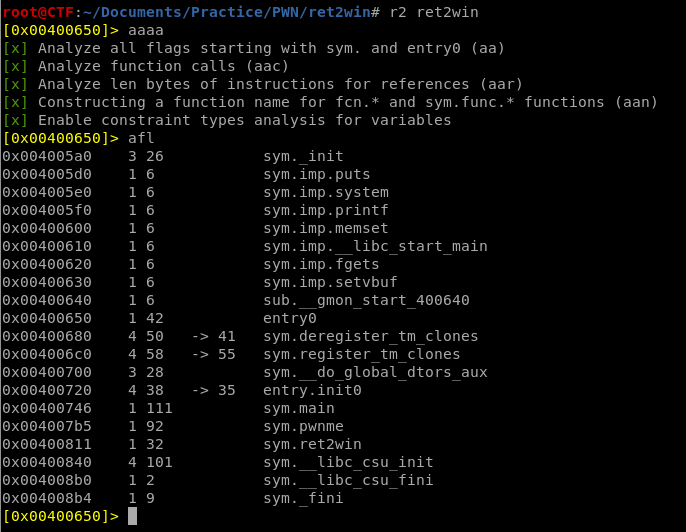 root@CTF:~/Documents/Practice/PWN/ret2win# r2 ret2win
[0x00400650]> aaaa
[x] Analyze all flags starting with sym. and entry0 (aa)
[x] Analyze function calls (aac)
[x] Analyze len bytes of instructions for references (aar)
[x] Constructing a function name for fcn.* and sym.func.* functions (aan)
[x] Enable constraint types analysis for variables
[0x00400650]> afl
0x004005a0    3 26           sym._init
0x004005d0    1 6            sym.imp.puts
0x004005e0    1 6            sym.imp.system
0x004005f0    1 6            sym.imp.printf
0x00400600    1 6            sym.imp.memset
0x00400610    1 6            sym.imp.__libc_start_main
0x00400620    1 6            sym.imp.fgets
0x00400630    1 6            sym.imp.setvbuf
0x00400640    1 6            sub.__gmon_start_400640
0x00400650    1 42           entry0
0x00400680    4 50   -> 41   sym.deregister_tm_clones
0x004006c0    4 58   -> 55   sym.register_tm_clones
0x00400700    3 28           sym.__do_global_dtors_aux
0x00400720    4 38   -> 35   entry.init0
0x00400746    1 111          sym.main
0x004007b5    1 92           sym.pwnme
0x00400811    1 32           sym.ret2win
0x00400840    4 101          sym.__libc_csu_init
0x004008b0    1 2            sym.__libc_csu_fini
0x004008b4    1 9            sym._fini
[0x00400650]>